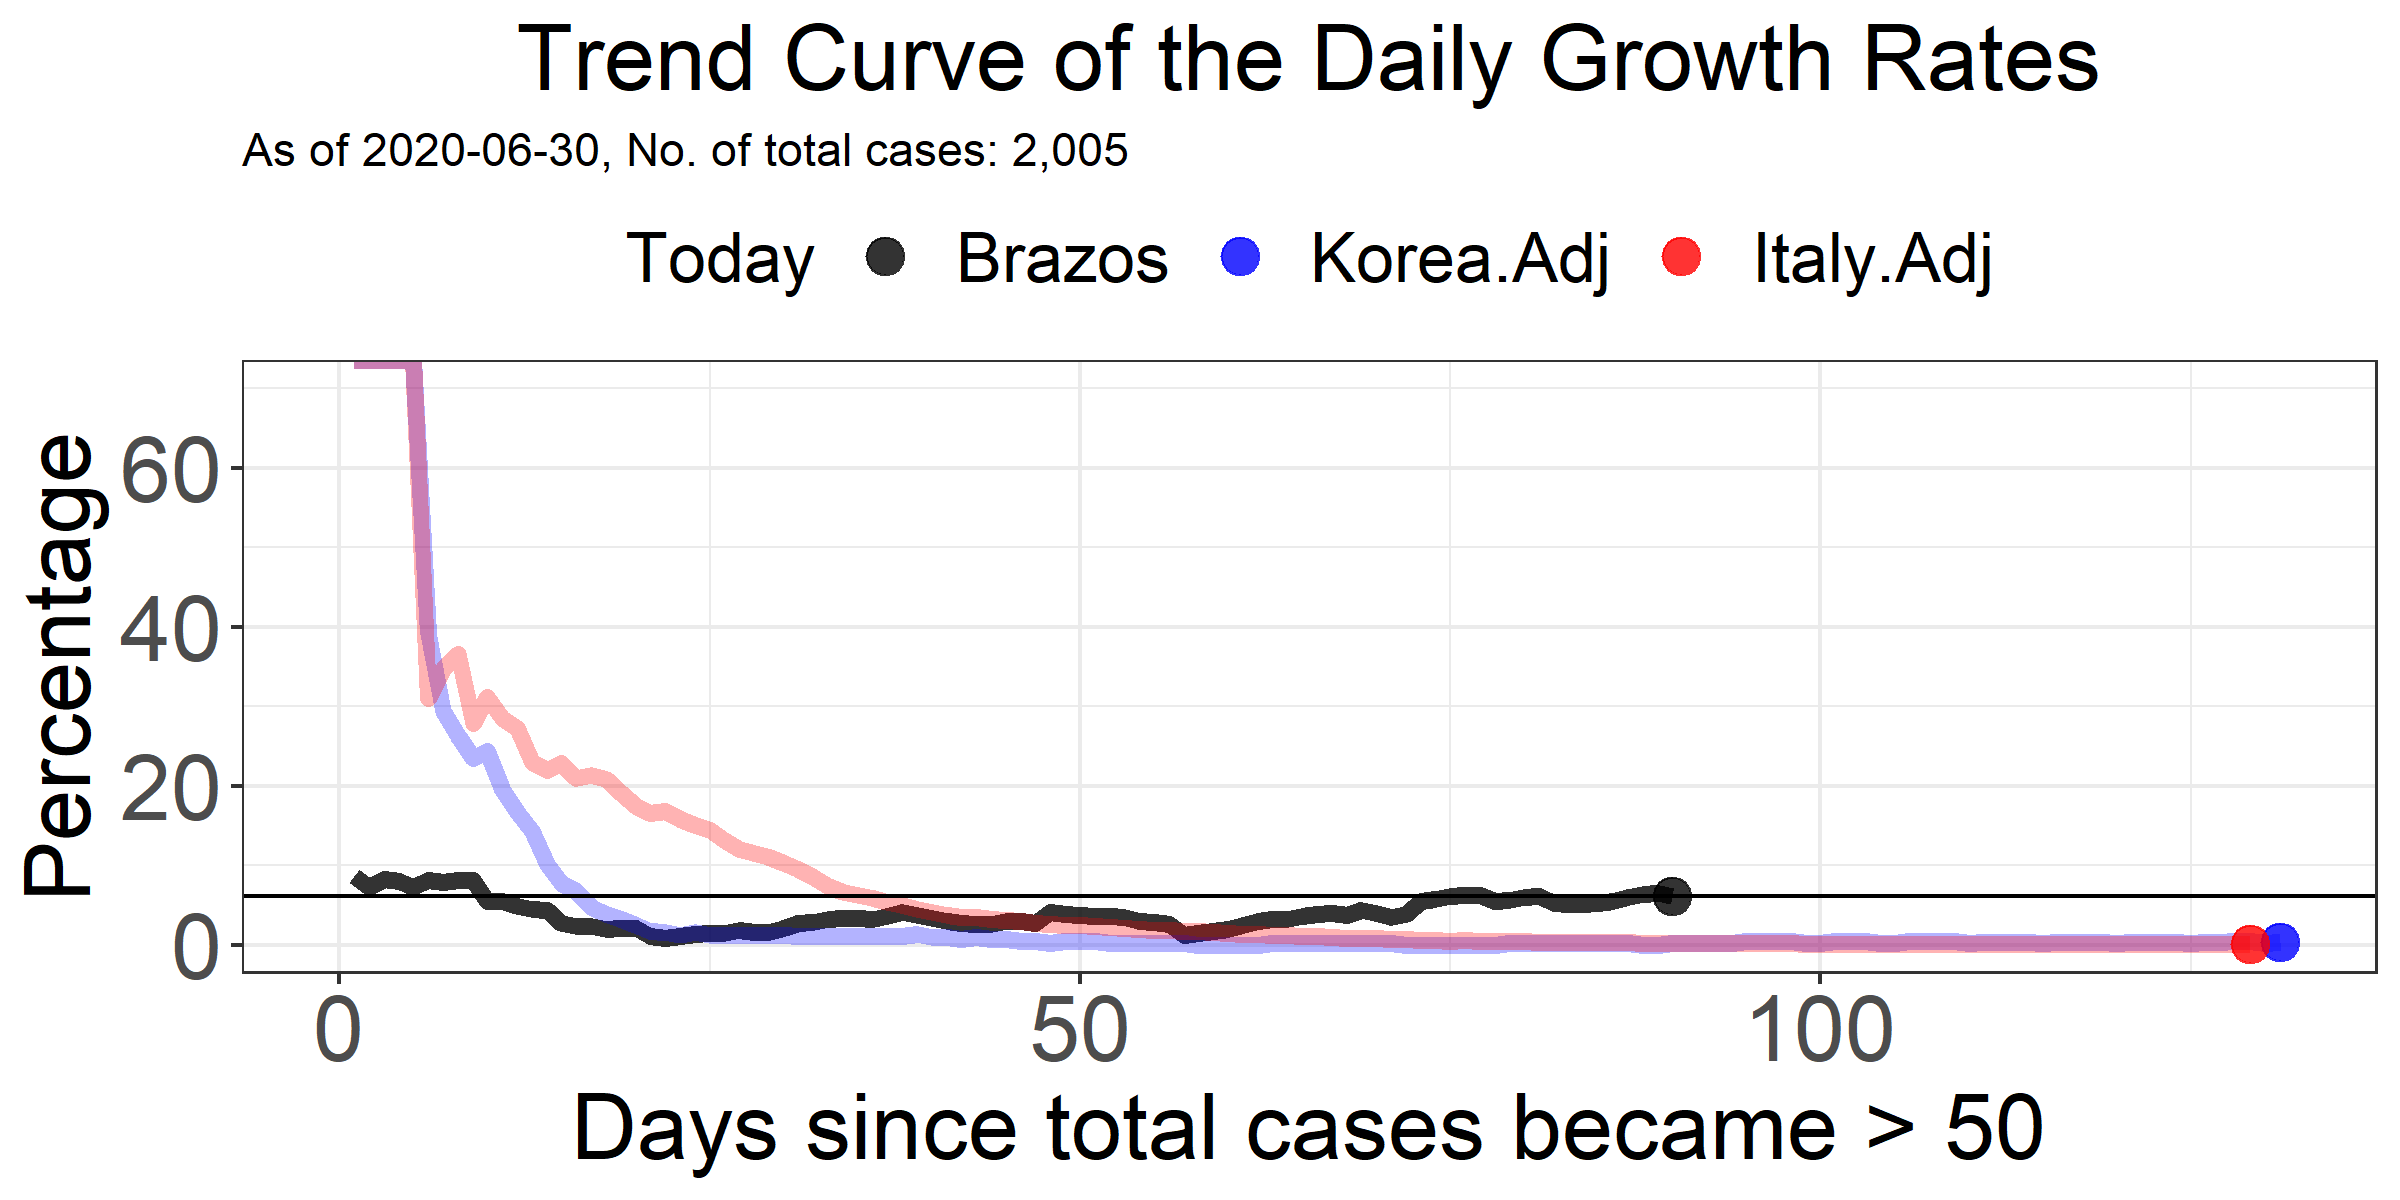 Trend Curve of the Daily Growth Rates
As of 2020-06-30, No. of total cases: 2,005
Today Brazos Korea.Adj Italy.Adj
Percentage
60
40
20
0
0 50 100
Days since total cases became > 50